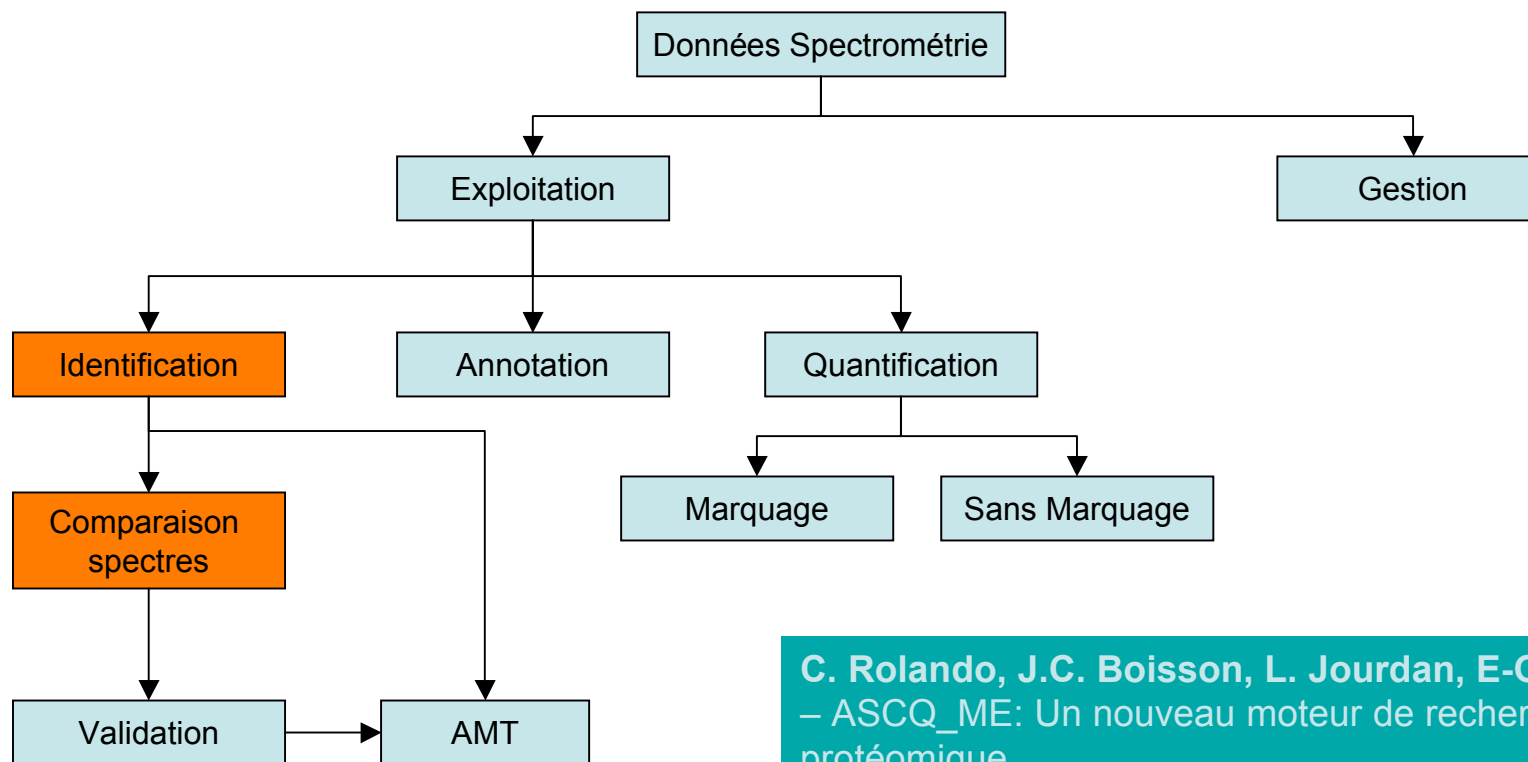 Données Spectrométrie
Exploitation
Gestion
Identification
Annotation
Quantification
Marquage
Sans Marquage
Comparaison
spectres
Validation
AMT
C. Rolando, J.C. Boisson, L. Jourdan,
– ASCQ_ME: Un nouveau moteur de
protéomique